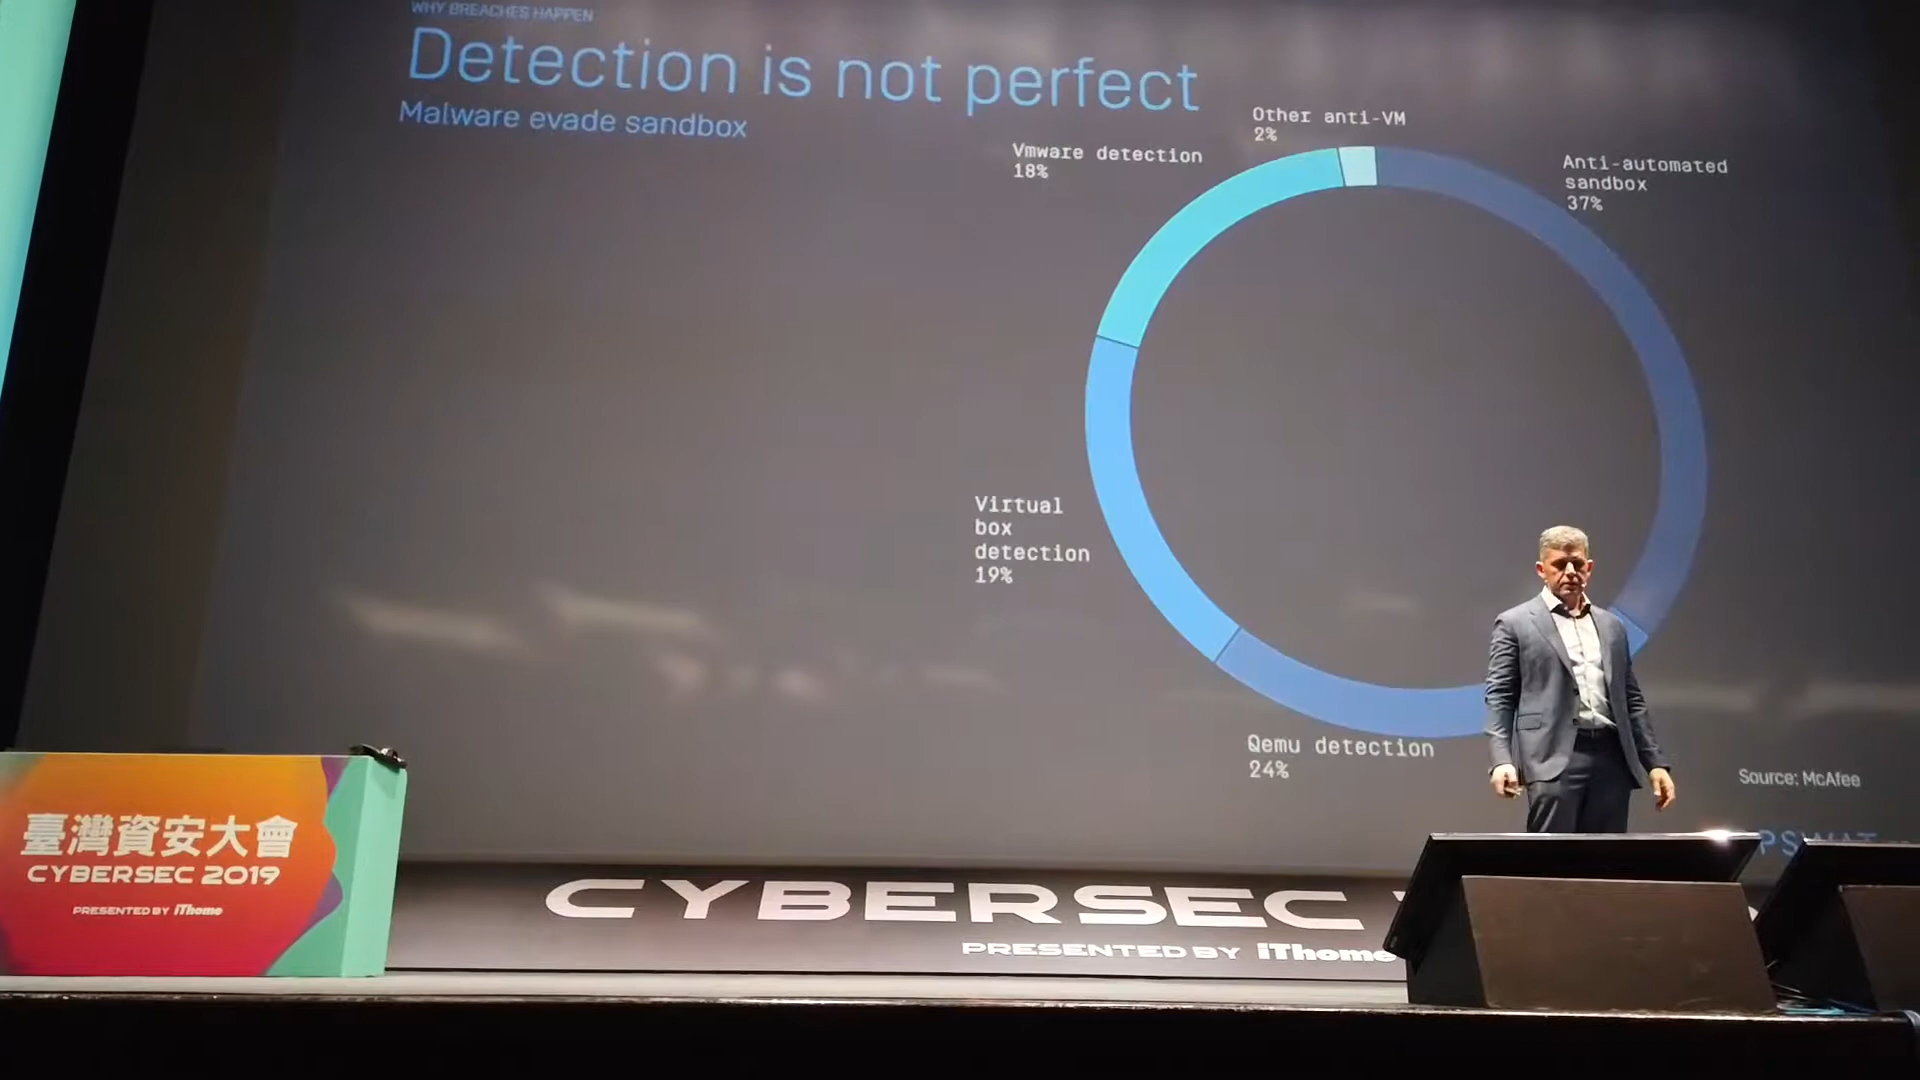 WHY BREACHES HAPPEN
Detection is not perfect
Malware evade sandbox
Other anti-VM
2%
Vmware detection
18%
Anti-automated
sandbox
37%
Virtual
box
detection
19%
Qemu detection
24%
Source: McAfee
臺灣資安大會
CYBERSEC 2019
PRESENTED BY iThome
CYBERSEC
PRESENTED BY iThome